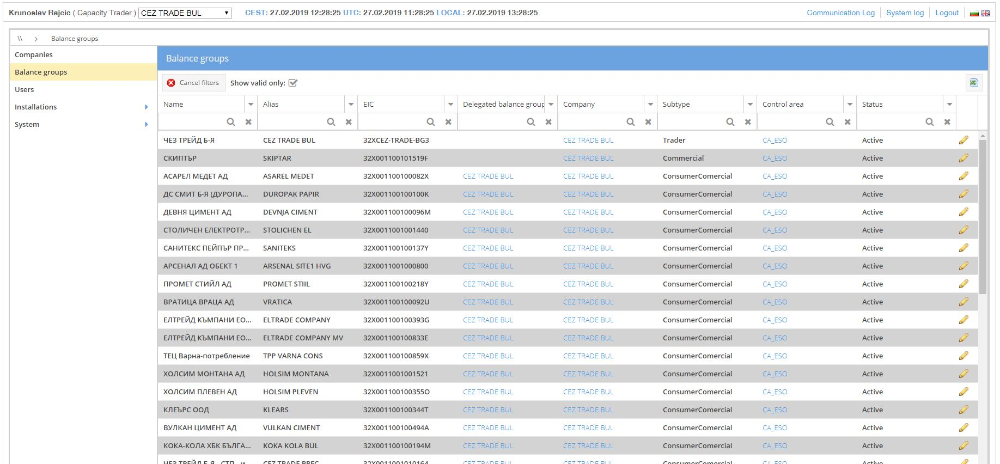 Krunoslav Rajcic ( Capacity Trader ) CEZ TRADE BUL CEST: 27.02.2019 12:28:25 UTC: 27.02.2019 11:28:25 LOCAL: 27.02.2019 13:28:25 Communication Log System log Logout
\\ > Balance groups
Companies
Balance groups
Users
Installations
System
Balance groups
Cancel filters Show valid only:
Name Alias EIC Delegated balance group Company Subtype Control area Status
ЧЕЗ ТРЕЙД Б-Я CEZ TRADE BUL 32XCEZ-TRADE-BG3 CEZ TRADE BUL Trader CA_ESO Active
СКИПТЪР SKIPTAR 32X001100101519F CEZ TRADE BUL Commercial CA_ESO Active
АСАРЕЛ МЕДЕТ АД ASAREL MEDET 32X001100100082X CEZ TRADE BUL CEZ TRADE BUL ConsumerComercial CA_ESO Active
ДС СМИТ Б-Я (ДУРОПА... DUROPAK PAPIR 32X001100100100K CEZ TRADE BUL CEZ TRADE BUL ConsumerComercial CA_ESO Active
ДЕВНЯ ЦИМЕНТ АД DEVNJA CIMENT 32X001100100096M CEZ TRADE BUL CEZ TRADE BUL ConsumerComercial CA_ESO Active
СТОЛИЧЕН ЕЛЕКТРОТР... STOLICHEN EL 32X0011001001440 CEZ TRADE BUL CEZ TRADE BUL ConsumerComercial CA_ESO Active
САНИТЕКС ПЕЙПЪР ПР... SANITEKS 32X001100100137Y CEZ TRADE BUL CEZ TRADE BUL ConsumerComercial CA_ESO Active
АРСЕНАЛ АД ОБЕКТ 1 ARSENAL SITE1 HVG 32X0011001000800 CEZ TRADE BUL CEZ TRADE BUL ConsumerComercial CA_ESO Active
ПРОМЕТ СТИЙЛ АД PROMET STIIL 32X001100100218Y CEZ TRADE BUL CEZ TRADE BUL ConsumerComercial CA_ESO Active
ВРАТИЦА ВРАЦА АД VRATICA 32X001100100092U CEZ TRADE BUL CEZ TRADE BUL ConsumerComercial CA_ESO Active
ЕЛТРЕЙД КЪМПАНИ ЕО... ELTRADE COMPANY 32X001100100393G CEZ TRADE BUL CEZ TRADE BUL ConsumerComercial CA_ESO Active
ЕЛТРЕЙД КЪМПАНИ ЕО... ELTRADE COMPANY MV 32X001100100833E CEZ TRADE BUL CEZ TRADE BUL ConsumerComercial CA_ESO Active
ТЕЦ Варна-потребление TPP VARNA CONS 32X001100100859X CEZ TRADE BUL CEZ TRADE BUL ConsumerComercial CA_ESO Active
ХОЛСИМ МОНТАНА АД HOLSIM MONTANA 32X0011001001521 CEZ TRADE BUL CEZ TRADE BUL ConsumerComercial CA_ESO Active
ХОЛСИМ ПЛЕВЕН АД HOLSIM PLEVEN 32X001100100355O CEZ TRADE BUL CEZ TRADE BUL ConsumerComercial CA_ESO Active
КЛЕЪРС ООД KLEARS 32X001100100344T CEZ TRADE BUL CEZ TRADE BUL ConsumerComercial CA_ESO Active
ВУЛКАН ЦИМЕНТ АД VULKAN CIMENT 32X001100100494A CEZ TRADE BUL CEZ TRADE BUL ConsumerComercial CA_ESO Active
КОКА-КОЛА ХБК БЪЛГА... KOKA KOLA BUL 32X001100100194M CEZ TRADE BUL CEZ TRADE BUL ConsumerComercial CA_ESO Active